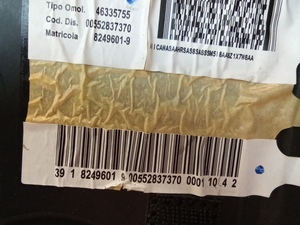 Tipo Omol. 46335755
Cod. Dis. 00552837370
Matricola 8249601-9
39 1 8249601 9 00552837370 0001 10 4 2